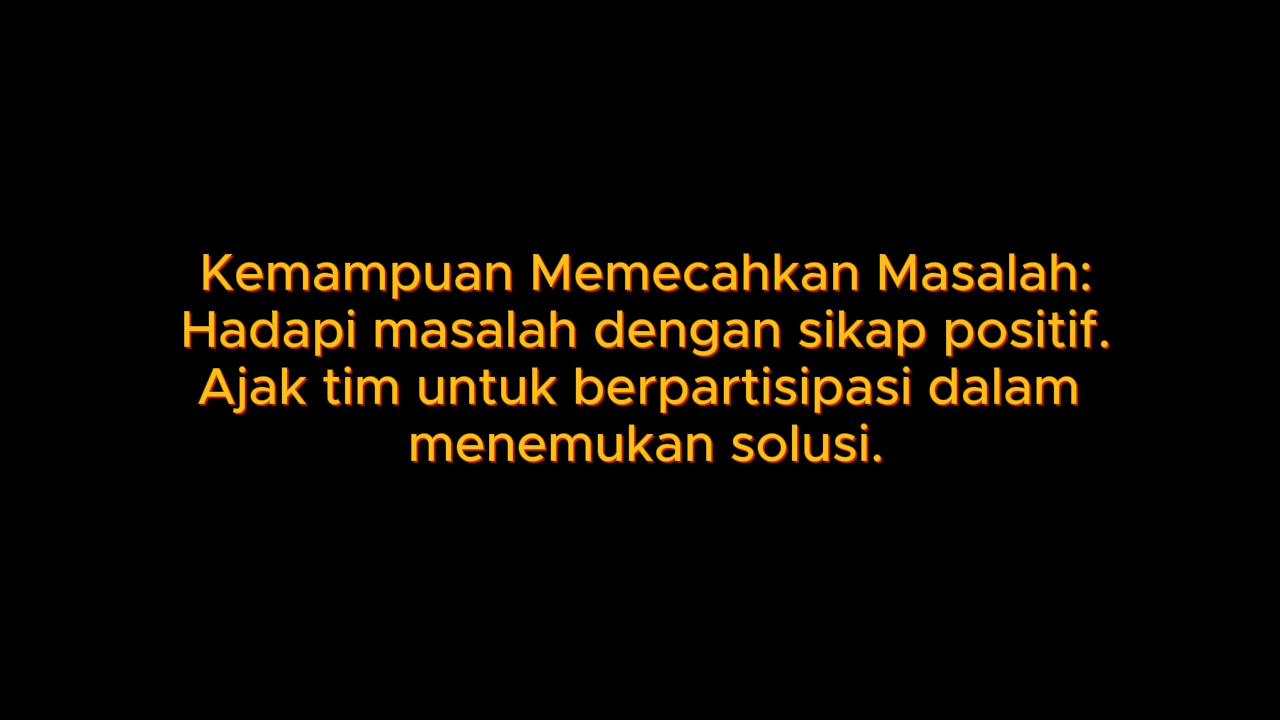 Kemampuan Memecahkan Masalah:
Hadapi masalah dengan sikap positif.
Ajak tim untuk berpartisipasi dalam
menemukan solusi.